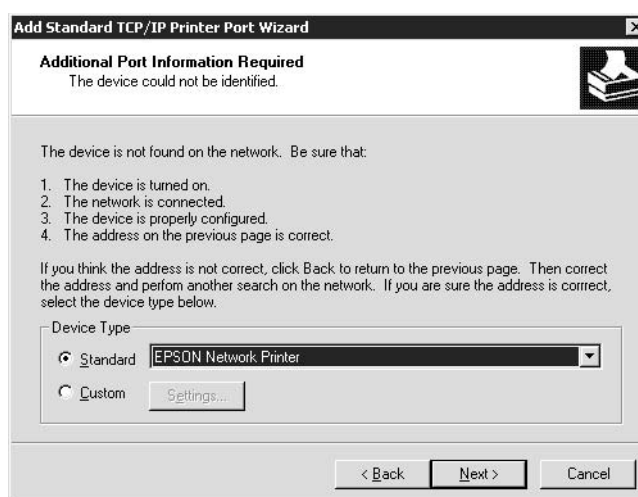 Add Standard TCP/IP Printer Port Wizard
Additional Port Information Required
The device could not be identified.
The device is not found on the network. Be sure that:
1. The device is turned on.
2. The network is connected.
3. The device is properly configured.
4. The address on the previous page is correct.
If you think the address is not correct, click Back to return to the previous page. Then correct
the address and perfom another search on the network. If you are sure the address is corrrect,
select the device type below.
Device Type
Standard EPSON Network Printer
Custom Settings...
< Back Next > Cancel